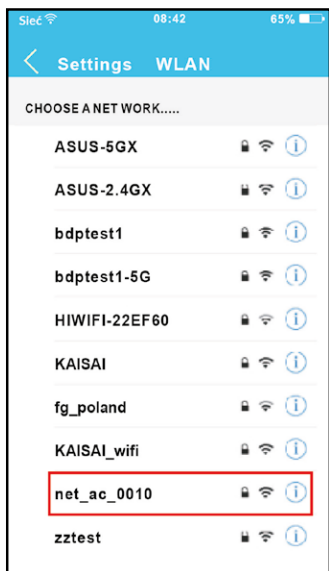 Sieć 08:42 65%
Settings WLAN
CHOOSE A NET WORK.....
ASUS-5GX
ASUS-2.4GX
bdptest1
bdptest1-5G
HIWIFI-22EF60
KAISAI
fg_poland
KAISAI_wifi
net_ac_0010
zztest